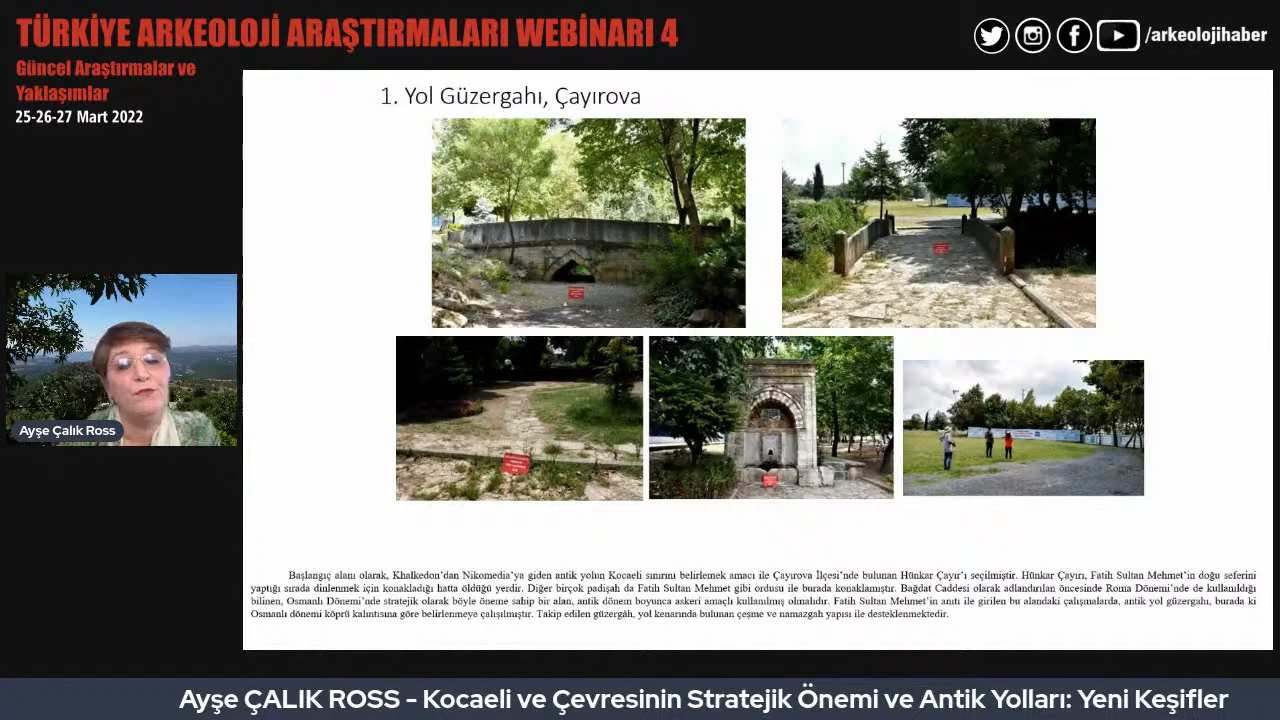 TÜRKİYE ARKEOLOJİ ARAŞTIRMALARI WEBİNARI 4
/arkeolojihaber
Güncel Araştırmalar ve
Yaklaşımlar
25-26-27 Mart 2022
1. Yol Güzergahı, Çayırova
Ayşe Çalık Ross
Başlangıç alanı olarak, Khalkedon’dan Nikomedia’ya giden antik yolun Kocaeli sınırını belirlemek amacı ile Çayırova İlçesi’nde bulunan Hünkar Çayır’ı seçilmiştir. Hünkar Çayırı, Fatih Sultan Mehmet’in doğu seferini
yaptığı sırada dinlenmek için konakladığı hatta öldüğü yerdir. Diğer birçok padişah da Fatih Sultan Mehmet gibi ordusu ile burada konaklamıştır. Bağdat Caddesi olarak adlandırılan öncesinde Roma Dönemi’nde de kullanıldığı
bilinen, Osmanlı Dönemi’nde stratejik olarak böyle öneme sahip bir alan, antik dönem boyunca askeri amaçlı kullanılmış olmalıdır. Fatih Sultan Mehmet’in anıtı ile girilen bu alandaki çalışmalarda, antik yol güzergahı, burada ki
Osmanlı dönemi köprü kalıntısına göre belirlenmeye çalışılmıştır. Takip edilen güzergâh, yol kenarında bulunan çeşme ve namazgah yapısı ile desteklenmektedir.
Ayşe ÇALIK ROSS - Kocaeli ve Çevresinin Stratejik Önemi ve Antik Yolları: Yeni Keşifler